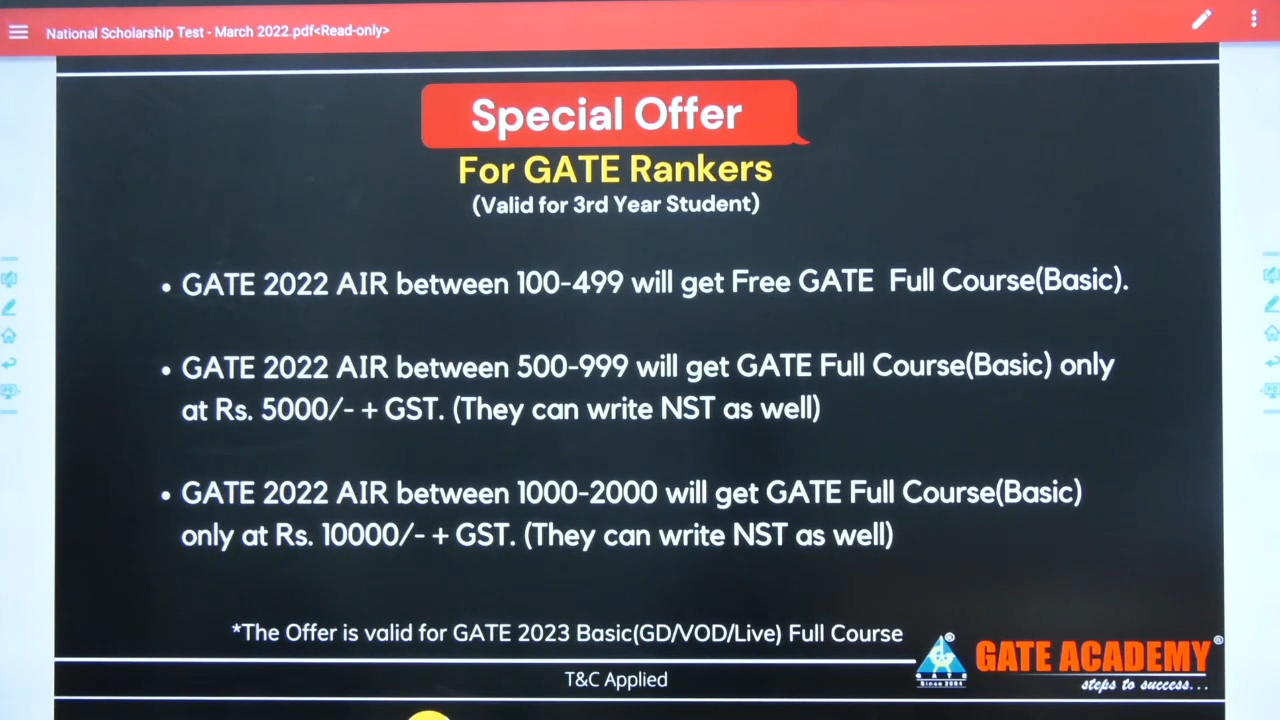 National Scholarship Test - March 2022.pdf<Read-only>
Special Offer
For GATE Rankers
(Valid for 3rd Year Student)
• GATE 2022 AIR between 100-499 will get Free GATE Full Course(Basic).
• GATE 2022 AIR between 500-999 will get GATE Full Course(Basic) only
at Rs. 5000/- + GST. (They can write NST as well)
• GATE 2022 AIR between 1000-2000 will get GATE Full Course(Basic)
only at Rs. 10000/- + GST. (They can write NST as well)
*The Offer is valid for GATE 2023 Basic(GD/VOD/Live) Full Course
T&C Applied
®
GATE
Since 2004
GATE ACADEMY®
steps to success...